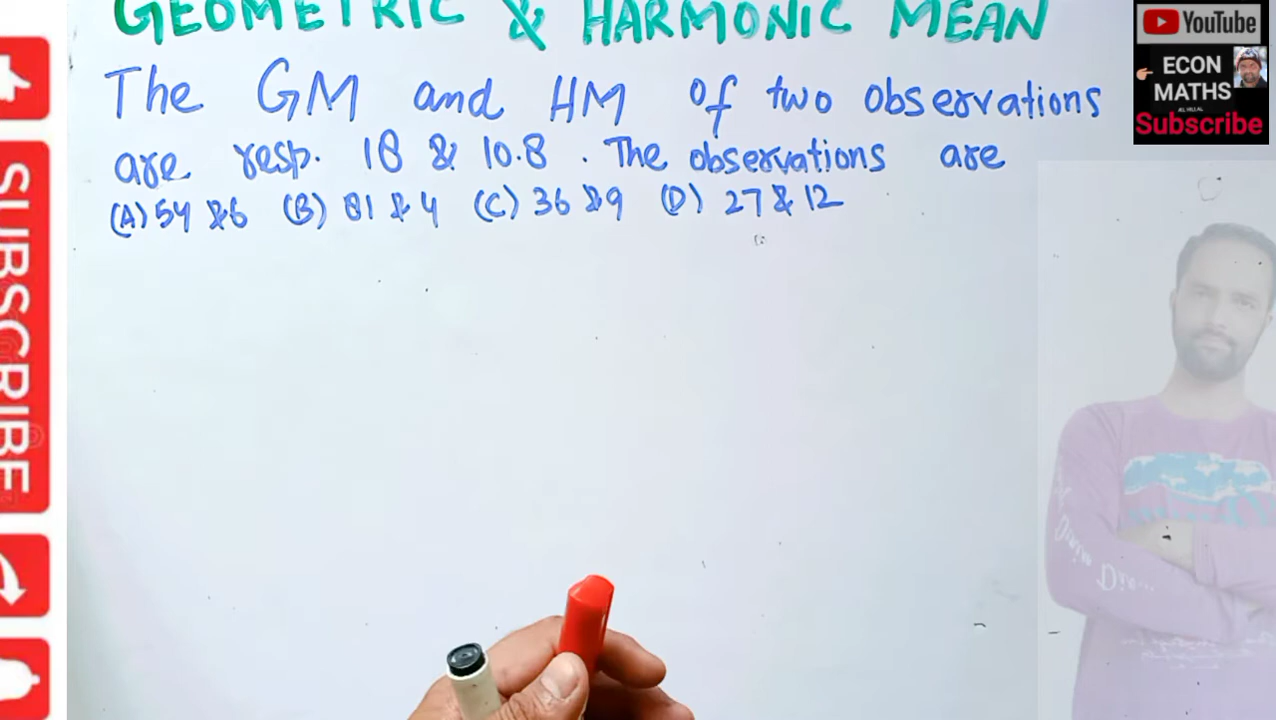 GEOMETRIC & HARMONIC MEAN
The GM and HM of two observations
are resp. 18 & 10.8 . The observations are
(A) 54 & 6 (B) 81 & 4 (C) 36 & 9 (D) 27 & 12
YouTube
ECON
MATHS
Subscribe
SUBSCRIBE